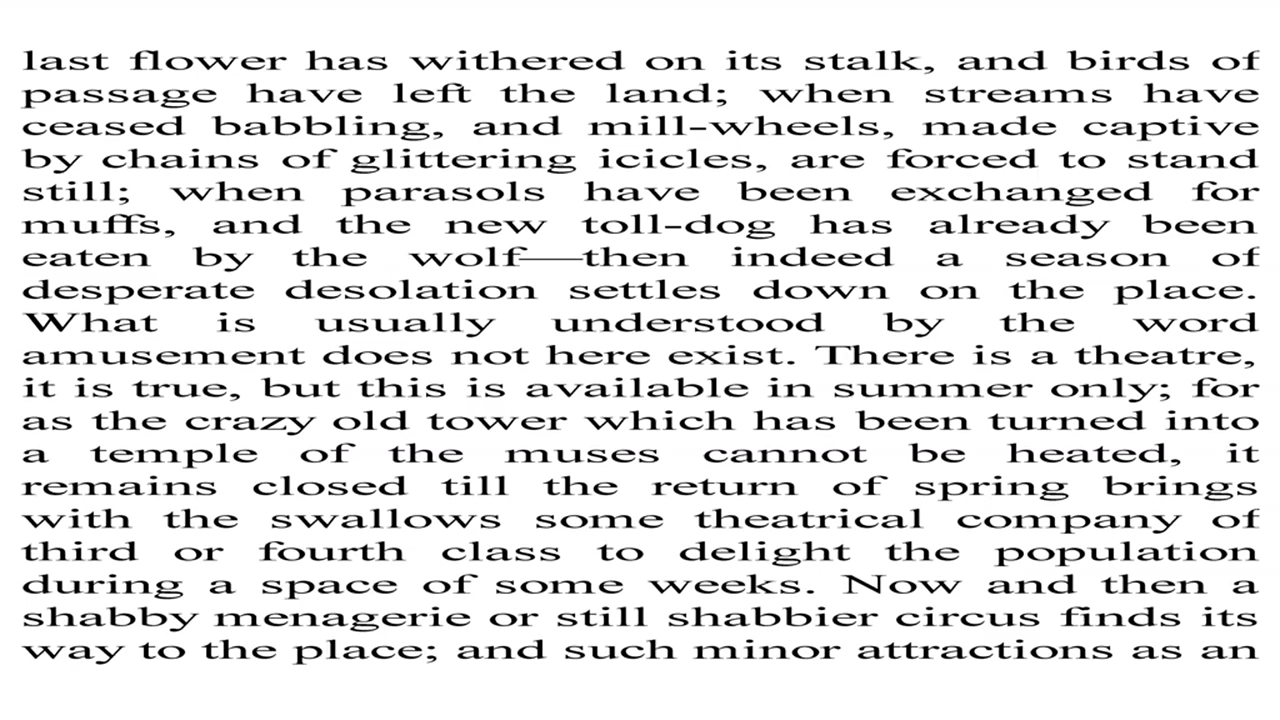 last flower has withered on its stalk, and birds of
passage have left the land; when streams have
ceased babbling, and mill-wheels, made captive
by chains of glittering icicles, are forced to stand
still; when parasols have been exchanged for
muffs, and the new toll-dog has already been
eaten by the wolf—then indeed a season of
desperate desolation settles down on the place.
What is usually understood by the word
amusement does not here exist. There is a theatre,
it is true, but this is available in summer only; for
as the crazy old tower which has been turned into
a temple of the muses cannot be heated, it
remains closed till the return of spring brings
with the swallows some theatrical company of
third or fourth class to delight the population
during a space of some weeks. Now and then a
shabby menagerie or still shabbier circus finds its
way to the place; and such minor attractions as an